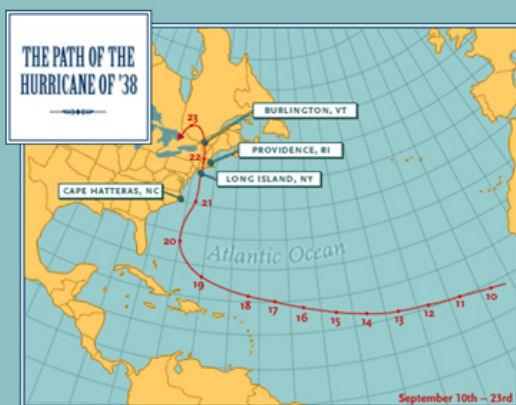 THE PATH OF THE
HURRICANE OF '38
23
BURLINGTON, VT
22
PROVIDENCE, RI
LONG ISLAND, NY
CAPE HATTERAS, NC
21
20
Atlantic Ocean
19
18
17
16
15
14
13
12
11
10
September 10th – 23rd